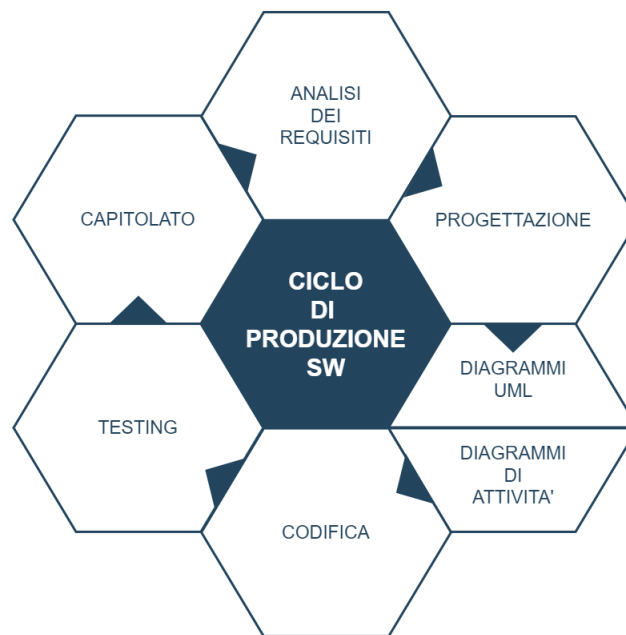 ANALISI
DEI
REQUISITI
CAPITOLATO
PROGETTAZIONE
CICLO
DI
PRODUZIONE
SW
DIAGRAMMI
UML
TESTING
DIAGRAMMI
DI
ATTIVITA'
CODIFICA